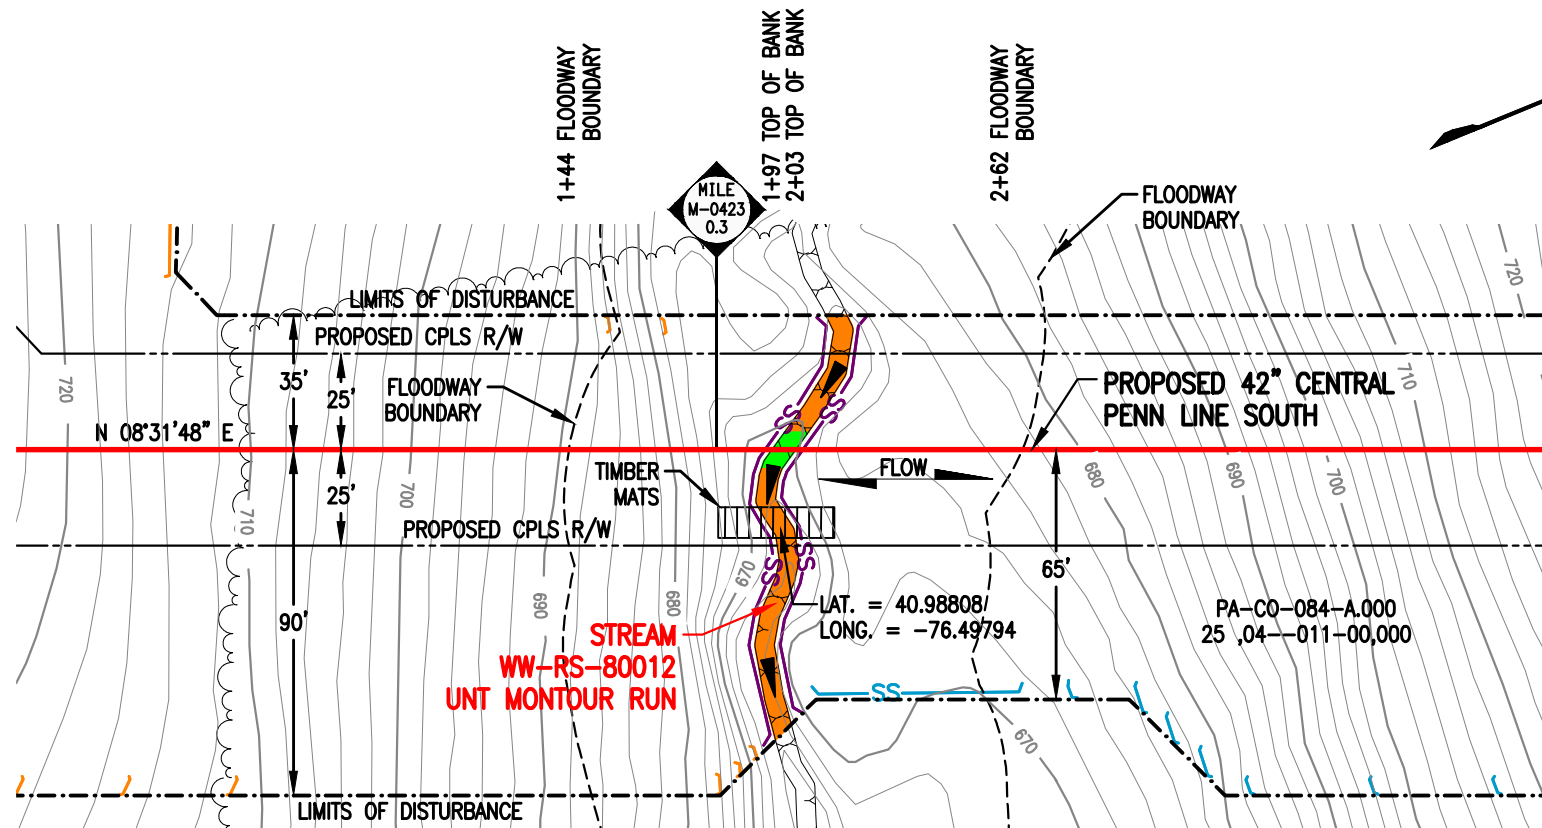 1+44 FLOODWAY
BOUNDARY
1+97 TOP OF BANK
2+03 TOP OF BANK
2+62 FLOODWAY
BOUNDARY
MILE
M-0423
0.3
FLOODWAY
BOUNDARY
720
LIMITS OF DISTURBANCE
PROPOSED CPLS R/W
35'
25'
FLOODWAY
BOUNDARY
720
710
PROPOSED 42" CENTRAL
PENN LINE SOUTH
SS
SS
N 08°31'48" E
TIMBER
MATS
FLOW
680
690
700
700
710
25'
PROPOSED CPLS R/W
670
SS
SS
65'
690
680
LAT. = 40.98808
LONG. = -76.49794
PA-CO-084-A.000
25 ,04--011-00,000
90'
STREAM
WW-RS-80012
UNT MONTOUR RUN
SS
670
LIMITS OF DISTURBANCE